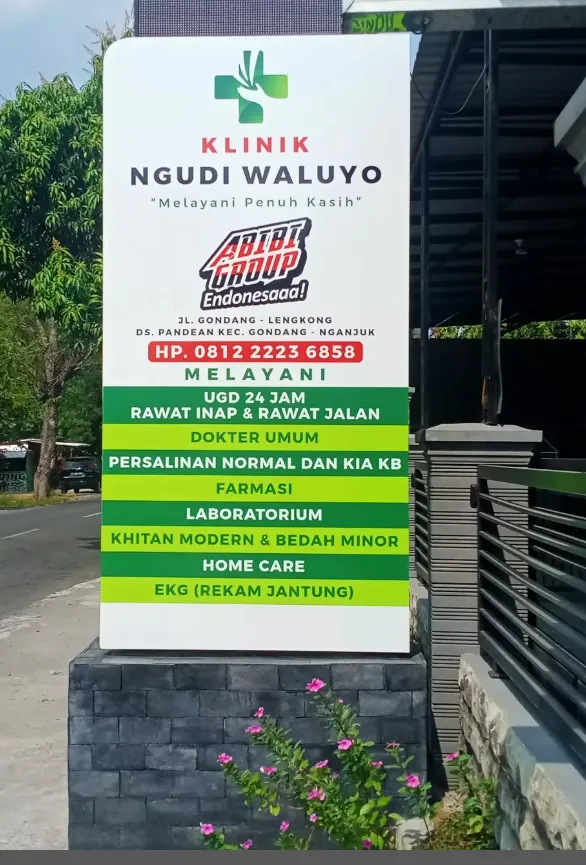 KLINIK
NGUDI WALUYO
"Melayani Penuh Kasih"
ABIBI
GROUP
Endonesaaa!
JL. GONDANG - LENGKONG
DS. PANDEAN KEC. GONDANG - NGANJUK
HP. 0812 2223 6858
MELAYANI
UGD 24 JAM
RAWAT INAP & RAWAT JALAN
DOKTER UMUM
PERSALINAN NORMAL DAN KIA KB
FARMASI
LABORATORIUM
KHITAN MODERN & BEDAH MINOR
HOME CARE
EKG (REKAM JANTUNG)